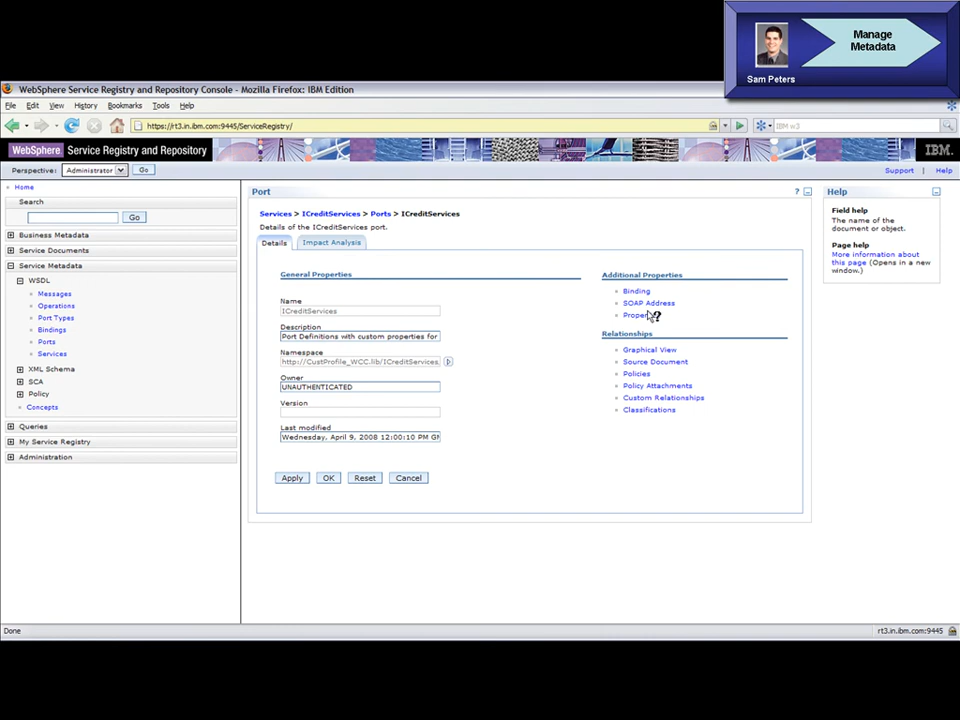 Manage
Metadata
Sam Peters
WebSphere Service Registry and Repository Console - Mozilla Firefox: IBM Edition
File Edit View History Bookmarks Tools Help
https://rt3.in.ibm.com:9445/ServiceRegistry/
IBM w3
WebSphere Service Registry and Repository
IBM.
Perspective: Administrator Go
Support | Help
Home
Search
Go
Business Metadata
Service Documents
Service Metadata
WSDL
Messages
Operations
Port Types
Bindings
Ports
Services
XML Schema
SCA
Policy
Concepts
Queries
My Service Registry
Administration
Port
?
Services > ICreditServices > Ports > ICreditServices
Details of the ICreditServices port.
Details
Impact Analysis
General Properties
Name
ICreditServices
Description
Port Definitions with custom properties for
Namespace
http://CustProfile_WCC.lib/ICreditServices
Owner
UNAUTHENTICATED
Version
Last modified
Wednesday, April 9, 2008 12:00:10 PM GM
Apply OK Reset Cancel
Additional Properties
Binding
SOAP Address
Relationships
Graphical View
Source Document
Policies
Policy Attachments
Custom Relationships
Classifications
Help
Field help
The name of the
document or object.
Page help
More information about
this page (Opens in a new
window.)
Done
rt3.in.ibm.com:9445